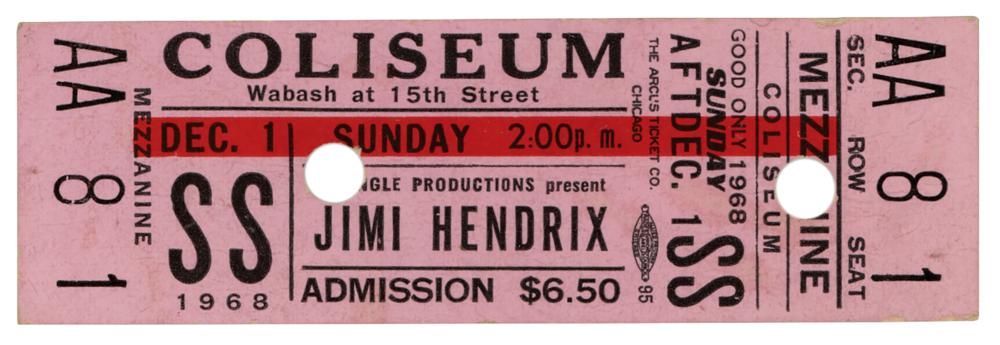 AA 8 1
MEZZANINE
COLISEUM
Wabash at 15th Street
DEC. 1 SUNDAY 2:00p. m.
SS
1968
NGLE PRODUCTIONS present
JIMI HENDRIX
ADMISSION $6.50
THE ARCUS TICKET CO.
CHICAGO
95
AFT DEC. 1 SS
SUNDAY
GOOD ONLY 1968
COLISEUM
MEZZ INE
SEC. ROW SEAT
AA 8 1